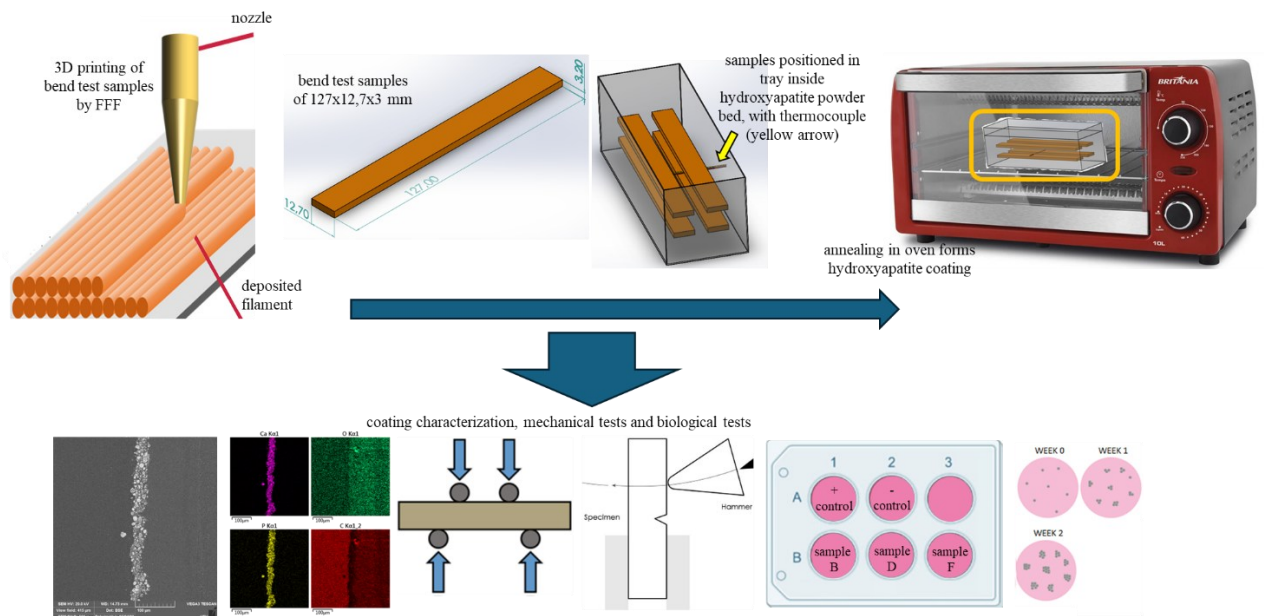 nozzle
3D printing of
bend test samples
by FFF
deposited
filament
bend test samples
of 127x12,7x3 mm
3,20
127,00
12,70
samples positioned in
tray inside
hydroxyapatite powder
bed, with thermocouple
(yellow arrow)
BRITANIA
10L
annealing in oven forms
hydroxyapatite coating
coating characterization, mechanical tests and biological tests
Ca Kα1
O Kα1
100µm
100µm
P Kα1
C Kα1_2
100µm
100µm
VEGA3 TESCAN
Specimen
Hammer
1
2
3
A
+
control
-
control
B
sample
B
sample
D
sample
F
WEEK 0
WEEK 1
WEEK 2